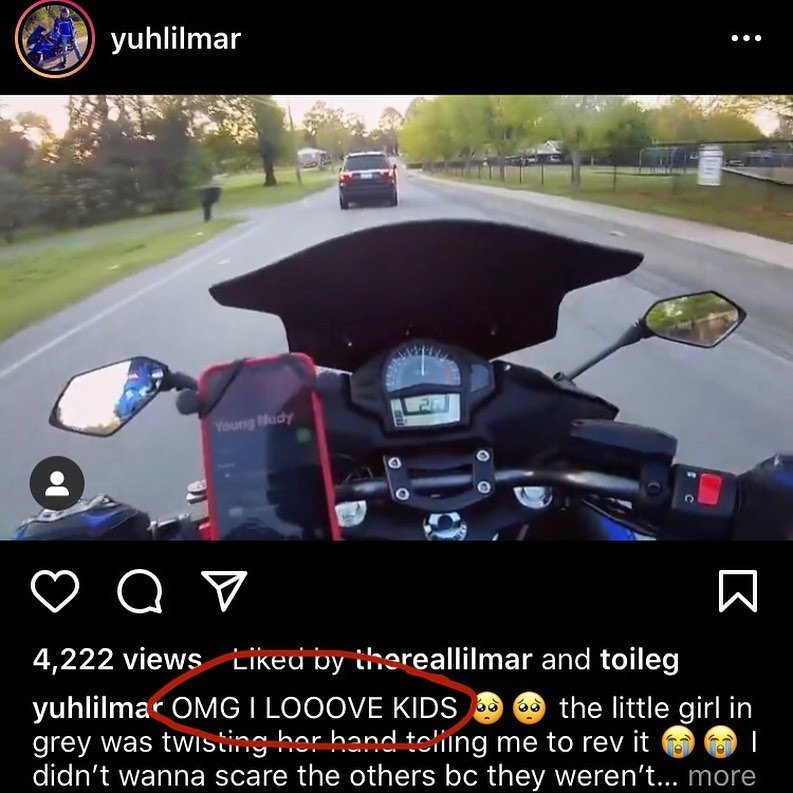 yuhlilmar
Young Nudy
4,222 views Liked by thereallilmar and toileg
yuhlilmar OMG I LOOOVE KIDS 🥺🥺 the little girl in
grey was twisting her hand telling me to rev it 😭😭 I
didn't wanna scare the others bc they weren't... more